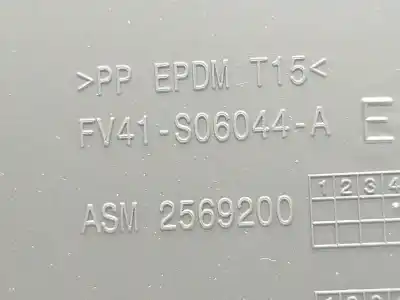 >PP EPDM T15<
FV41-S06044-A
E
1 2 3 4
ASM 2569200